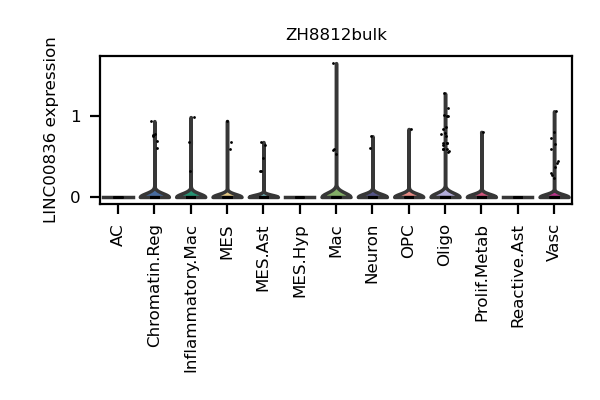 ZH8812bulk
LINC00836 expression
1
0
AC
Chromatin.Reg
Inflammatory.Mac
MES
MES.Ast
MES.Hyp
Mac
Neuron
OPC
Oligo
Prolif.Metab
Reactive.Ast
Vasc